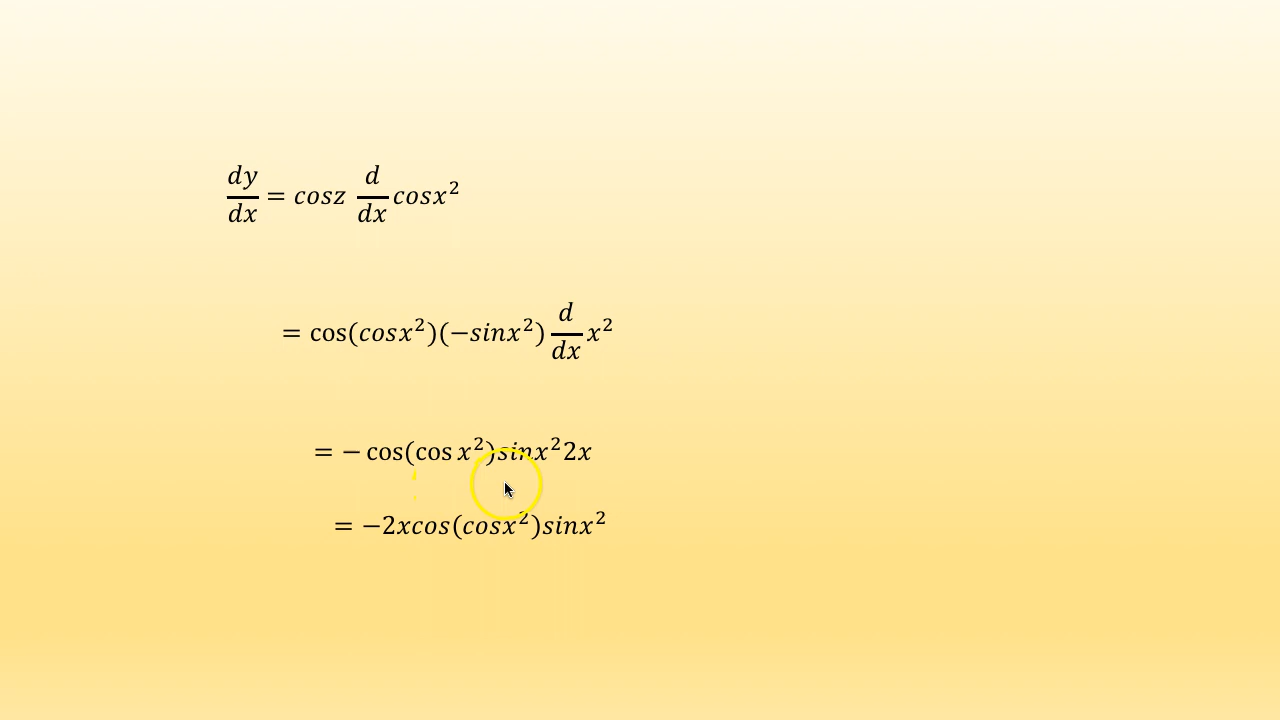 dy/dx = cosz d/dx cosx²
= cos(cosx²)(−sinx²) d/dx x²
= − cos(cos x²)sinx²2x
= −2xcos(cosx²)sinx²